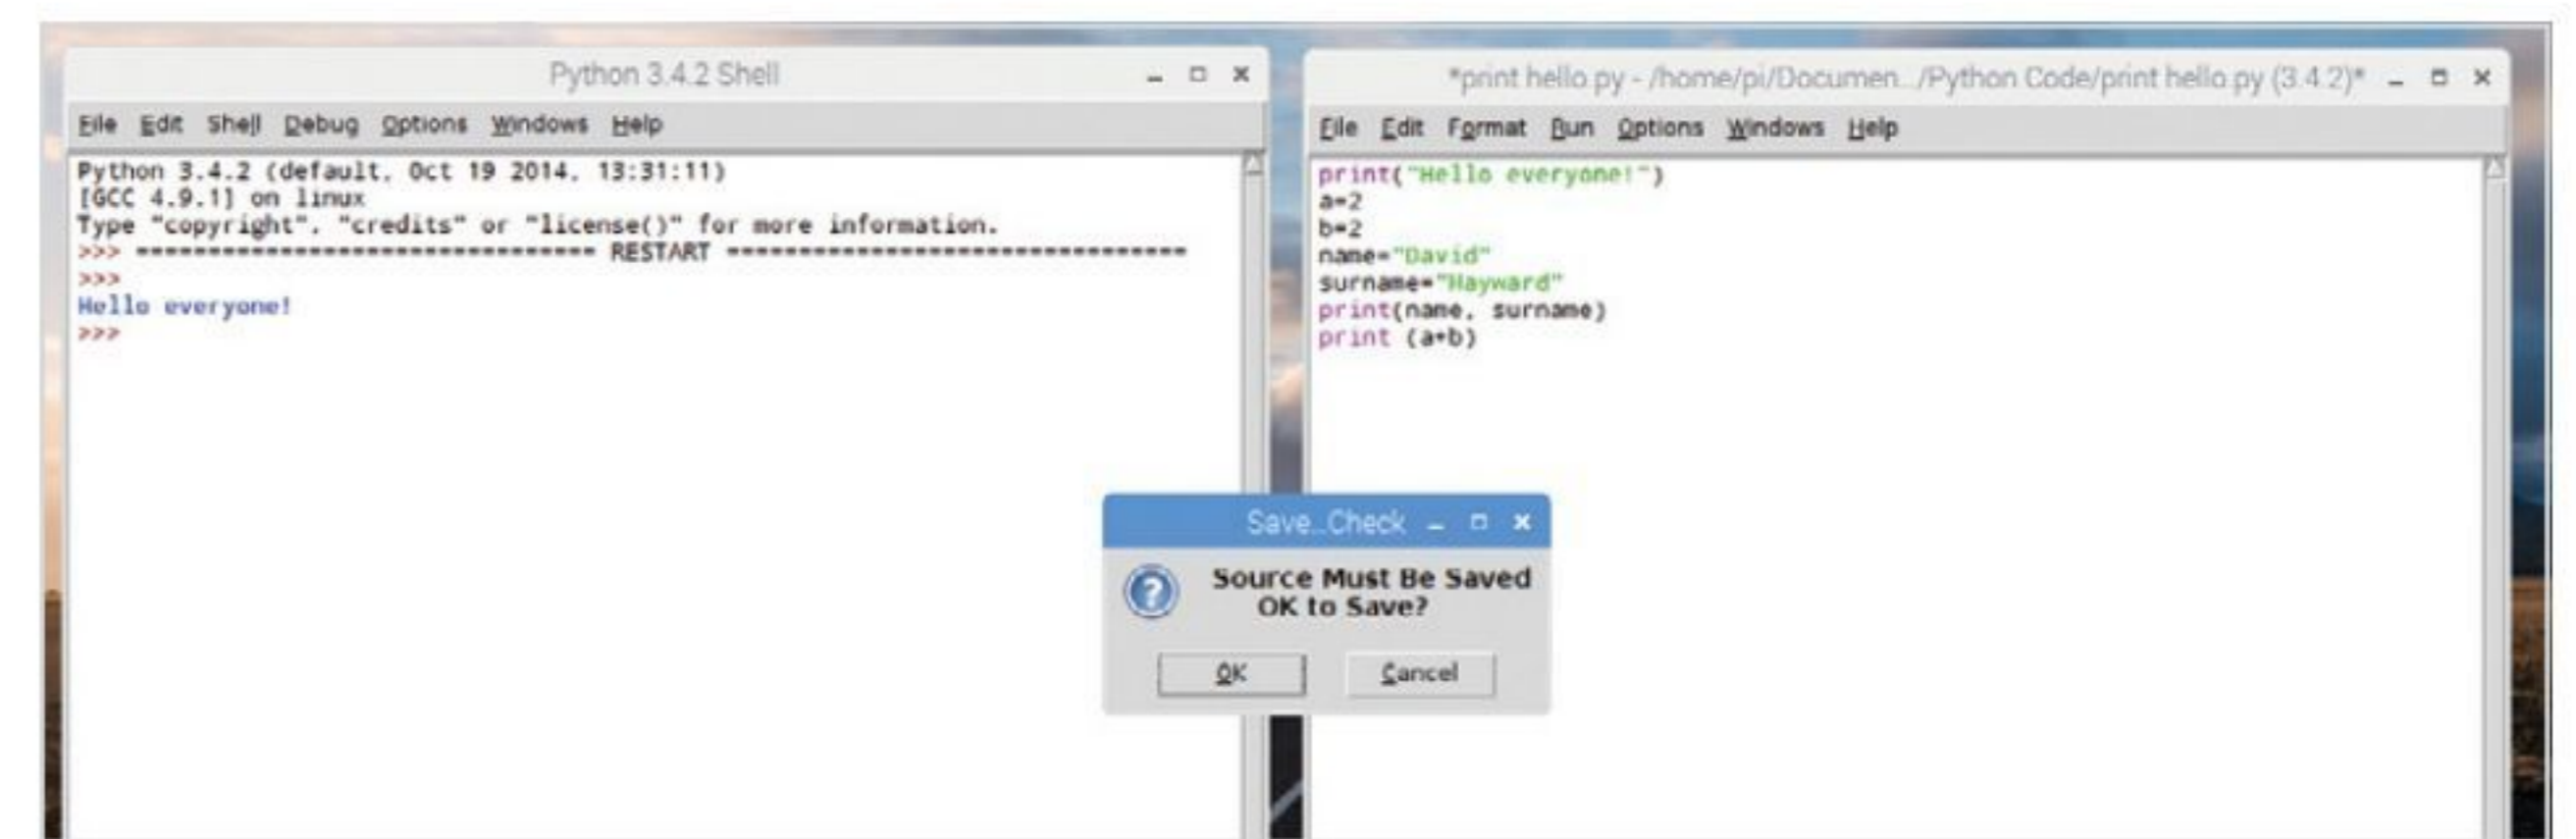 Python 3.4.2 Shell
File Edit Shell Debug Options Windows Help
Python 3.4.2 (default, Oct 19 2014, 13:31:11)
[GCC 4.9.1] on linux
Type "copyright", "credits" or "license()" for more information.
>>> ================================ RESTART ================================
>>>
Hello everyone!
>>>
*print hello.py - /home/pi/Documen.../Python Code/print hello.py (3.4.2)*
File Edit Format Run Options Windows Help
print("Hello everyone!")
a=2
b=2
name="David"
surname="Hayward"
print(name, surname)
print (a+b)
Save...Check
Source Must Be Saved
OK to Save?
OK Cancel